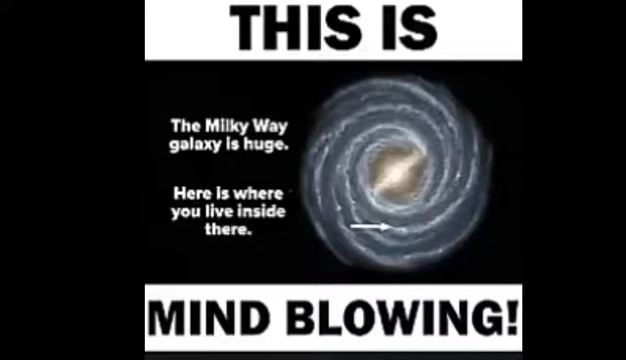 THIS IS
The Milky Way
galaxy is huge.
Here is where
you live inside
there.
MIND BLOWING!